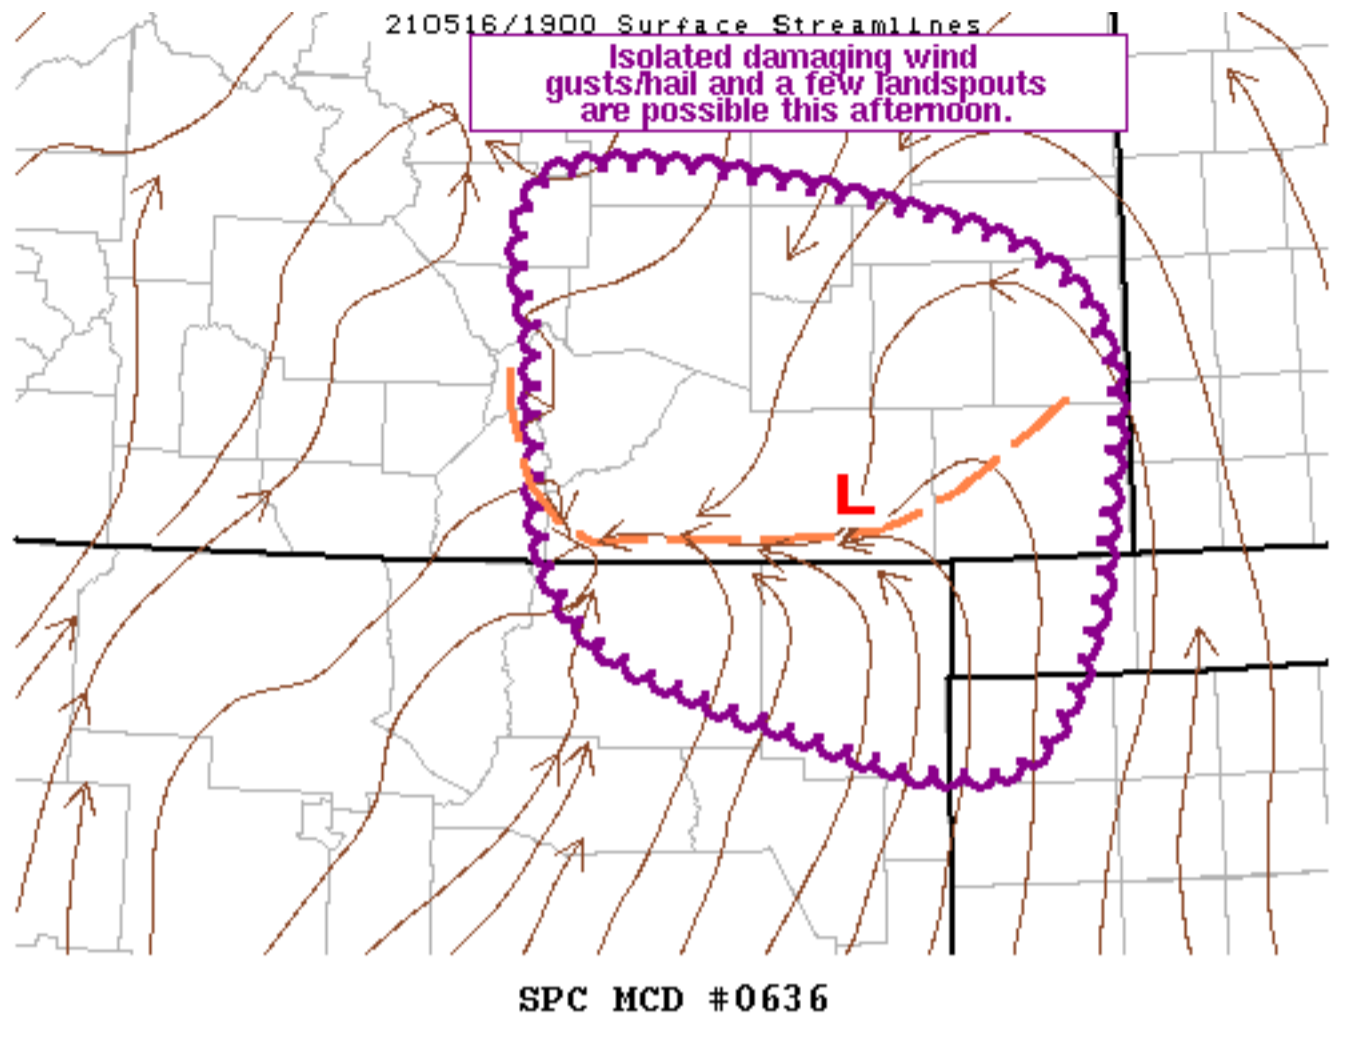 210516/1900 Surface Streamlines
Isolated damaging wind
gusts/hail and a few landspouts
are possible this afternoon.
L
SPC MCD #0636